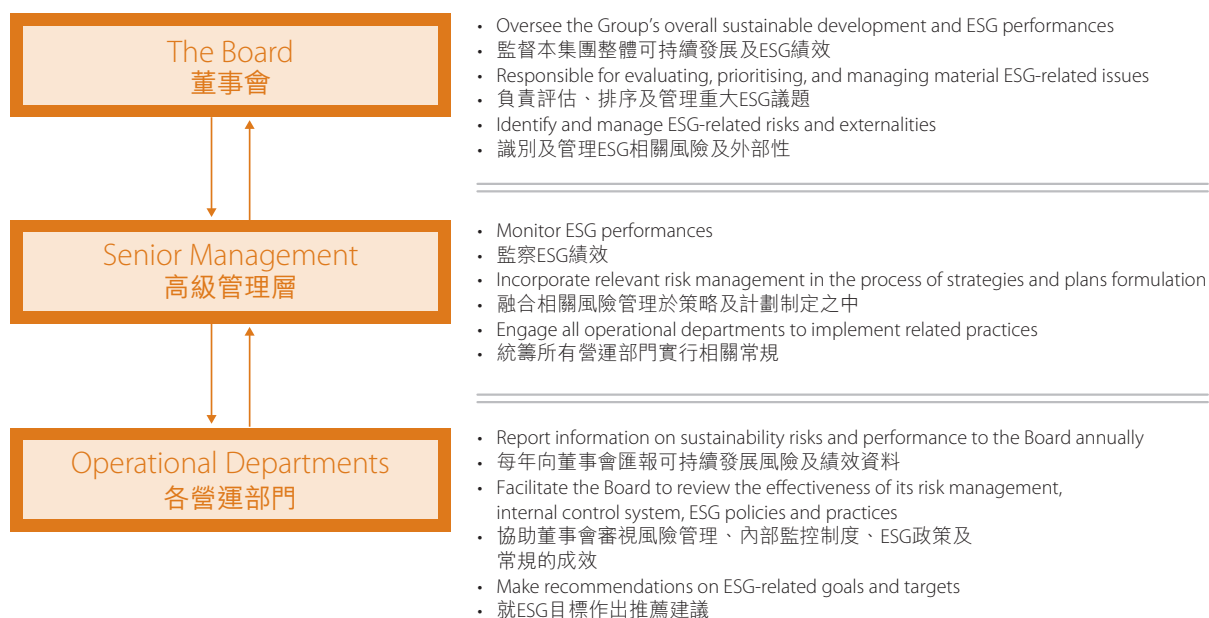 The Board
董事會
• Oversee the Group's overall sustainable development and ESG performances
• 監督本集團整體可持續發展及ESG績效
• Responsible for evaluating, prioritising, and managing material ESG-related issues
• 負責評估、排序及管理重大ESG議題
• Identify and manage ESG-related risks and externalities
• 識別及管理ESG相關風險及外部性
Senior Management
高級管理層
• Monitor ESG performances
• 監察ESG績效
• Incorporate relevant risk management in the process of strategies and plans formulation
• 融合相關風險管理於策略及計劃制定之中
• Engage all operational departments to implement related practices
• 統籌所有營運部門實行相關常規
Operational Departments
各營運部門
• Report information on sustainability risks and performance to the Board annually
• 每年向董事會匯報可持續發展風險及績效資料
• Facilitate the Board to review the effectiveness of its risk management,
internal control system, ESG policies and practices
• 協助董事會審視風險管理、內部監控制度、ESG政策及
常規的成效
• Make recommendations on ESG-related goals and targets
• 就ESG目標作出推薦建議